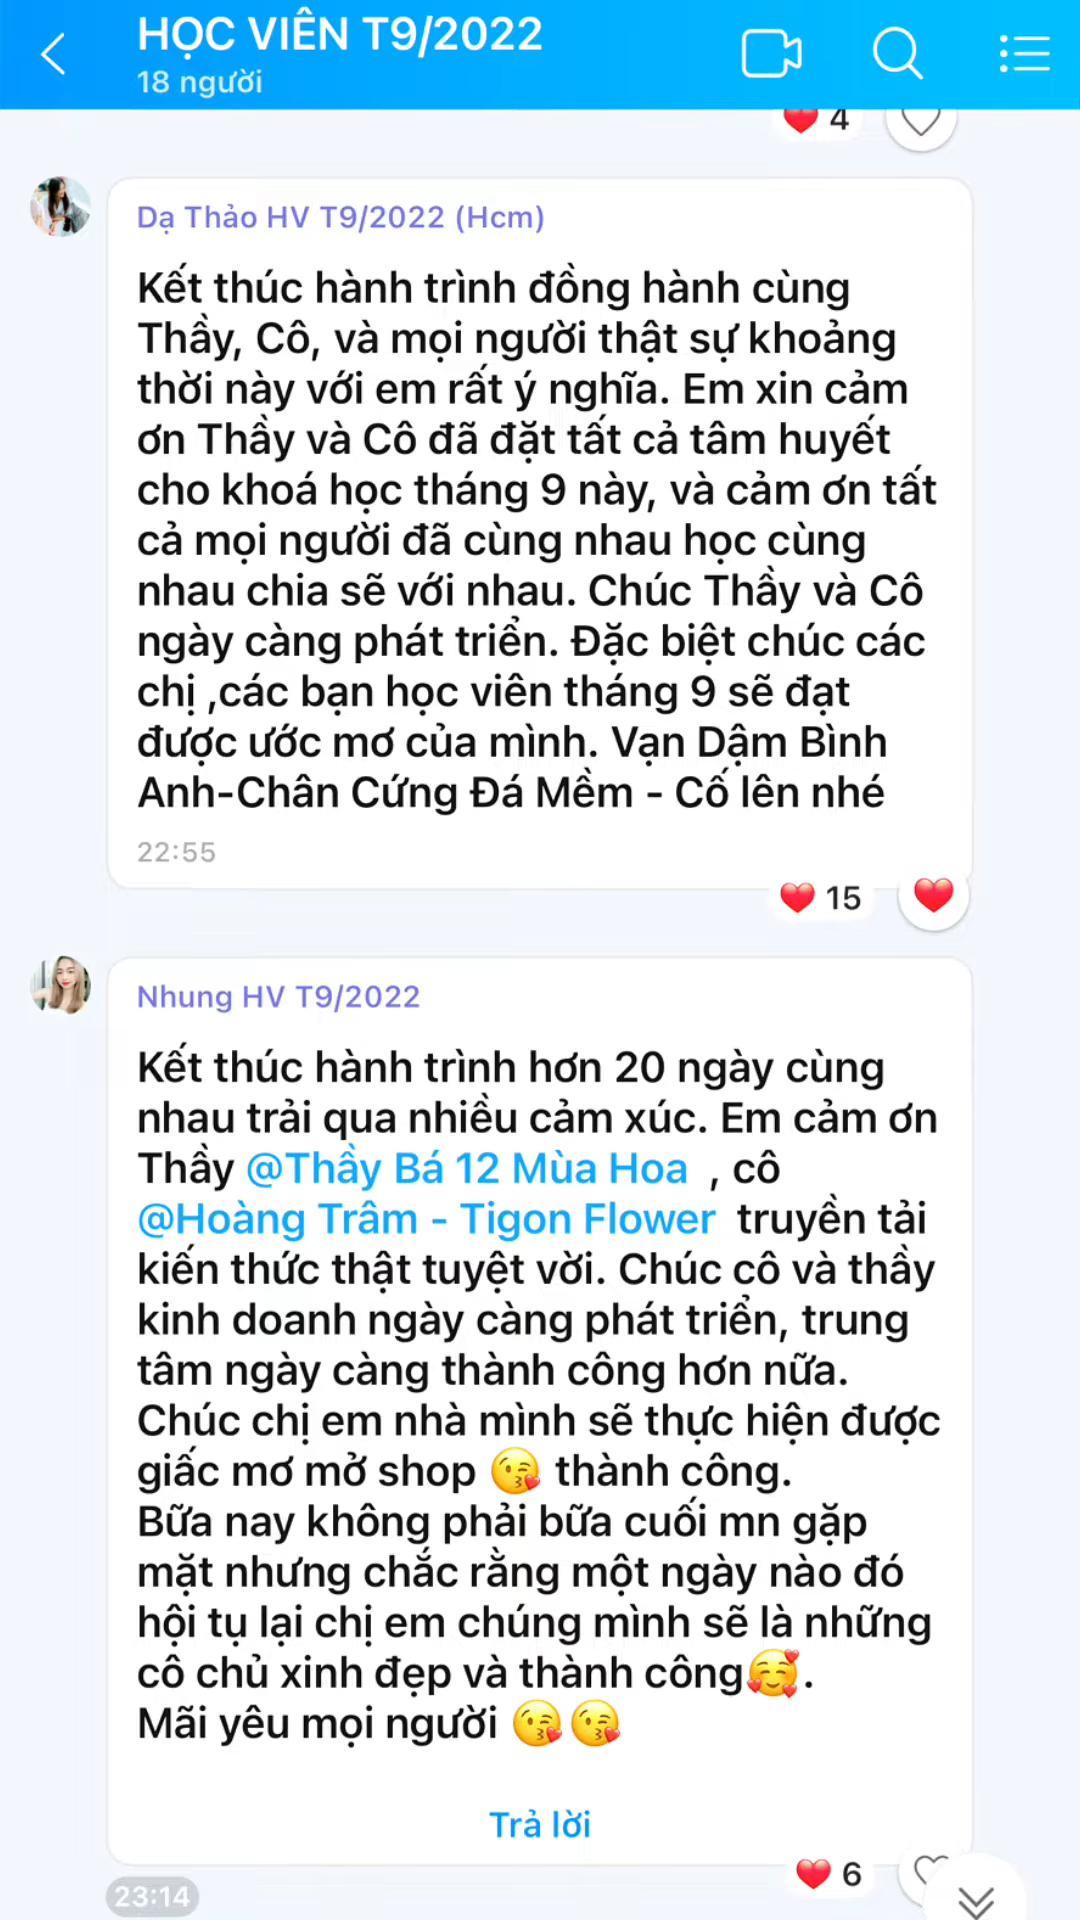 HỌC VIÊN T9/2022
18 người
4
Dạ Thảo HV T9/2022 (Hcm)
Kết thúc hành trình đồng hành cùng
Thầy, Cô, và mọi người thật sự khoảng
thời này với em rất ý nghĩa. Em xin cảm
ơn Thầy và Cô đã đặt tất cả tâm huyết
cho khoá học tháng 9 này, và cảm ơn tất
cả mọi người đã cùng nhau học cùng
nhau chia sẽ với nhau. Chúc Thầy và Cô
ngày càng phát triển. Đặc biệt chúc các
chị ,các bạn học viên tháng 9 sẽ đạt
được ước mơ của mình. Vạn Dậm Bình
Anh-Chân Cứng Đá Mềm - Cố lên nhé
22:55
15
Nhung HV T9/2022
Kết thúc hành trình hơn 20 ngày cùng
nhau trải qua nhiều cảm xúc. Em cảm ơn
Thầy @Thầy Bá 12 Mùa Hoa , cô
@Hoàng Trâm - Tigon Flower truyền tải
kiến thức thật tuyệt vời. Chúc cô và thầy
kinh doanh ngày càng phát triển, trung
tâm ngày càng thành công hơn nữa.
Chúc chị em nhà mình sẽ thực hiện được
giấc mơ mở shop 😘 thành công.
Bữa nay không phải bữa cuối mn gặp
mặt nhưng chắc rằng một ngày nào đó
hội tụ lại chị em chúng mình sẽ là những
cô chủ xinh đẹp và thành công🥰.
Mãi yêu mọi người 😘😘
Trả lời
6
23:14